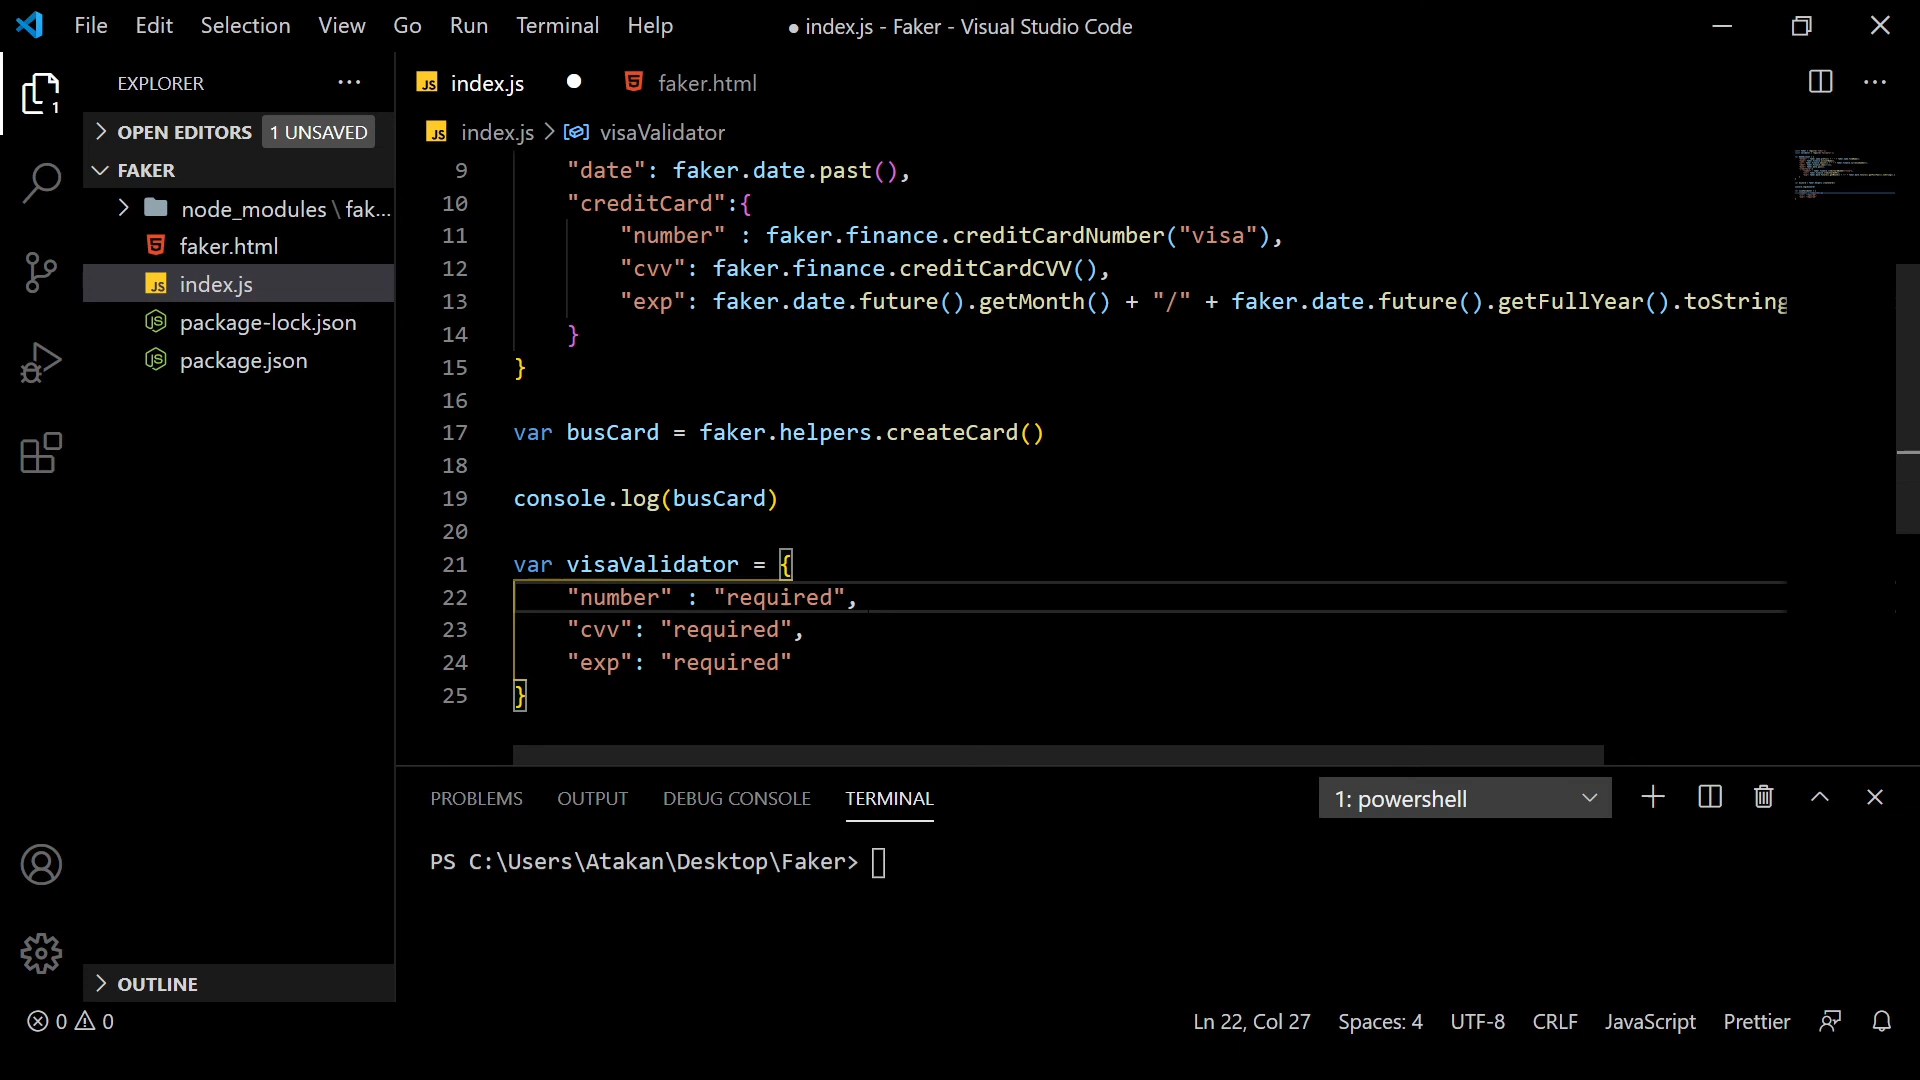 File Edit Selection View Go Run Terminal Help ● index.js - Faker - Visual Studio Code
EXPLORER
1
OPEN EDITORS 1 UNSAVED
FAKER
node_modules \ fak...
faker.html
index.js
package-lock.json
package.json
OUTLINE
index.js faker.html
index.js > visaValidator
9 "date": faker.date.past(),
10 "creditCard":{
11 "number" : faker.finance.creditCardNumber("visa"),
12 "cvv": faker.finance.creditCardCVV(),
13 "exp": faker.date.future().getMonth() + "/" + faker.date.future().getFullYear().toString
14 }
15 }
16
17 var busCard = faker.helpers.createCard()
18
19 console.log(busCard)
20
21 var visaValidator = {
22 "number" : "required",
23 "cvv": "required",
24 "exp": "required"
25 }
PROBLEMS OUTPUT DEBUG CONSOLE TERMINAL 1: powershell
PS C:\Users\Atakan\Desktop\Faker>
0 0 Ln 22, Col 27 Spaces: 4 UTF-8 CRLF JavaScript Prettier